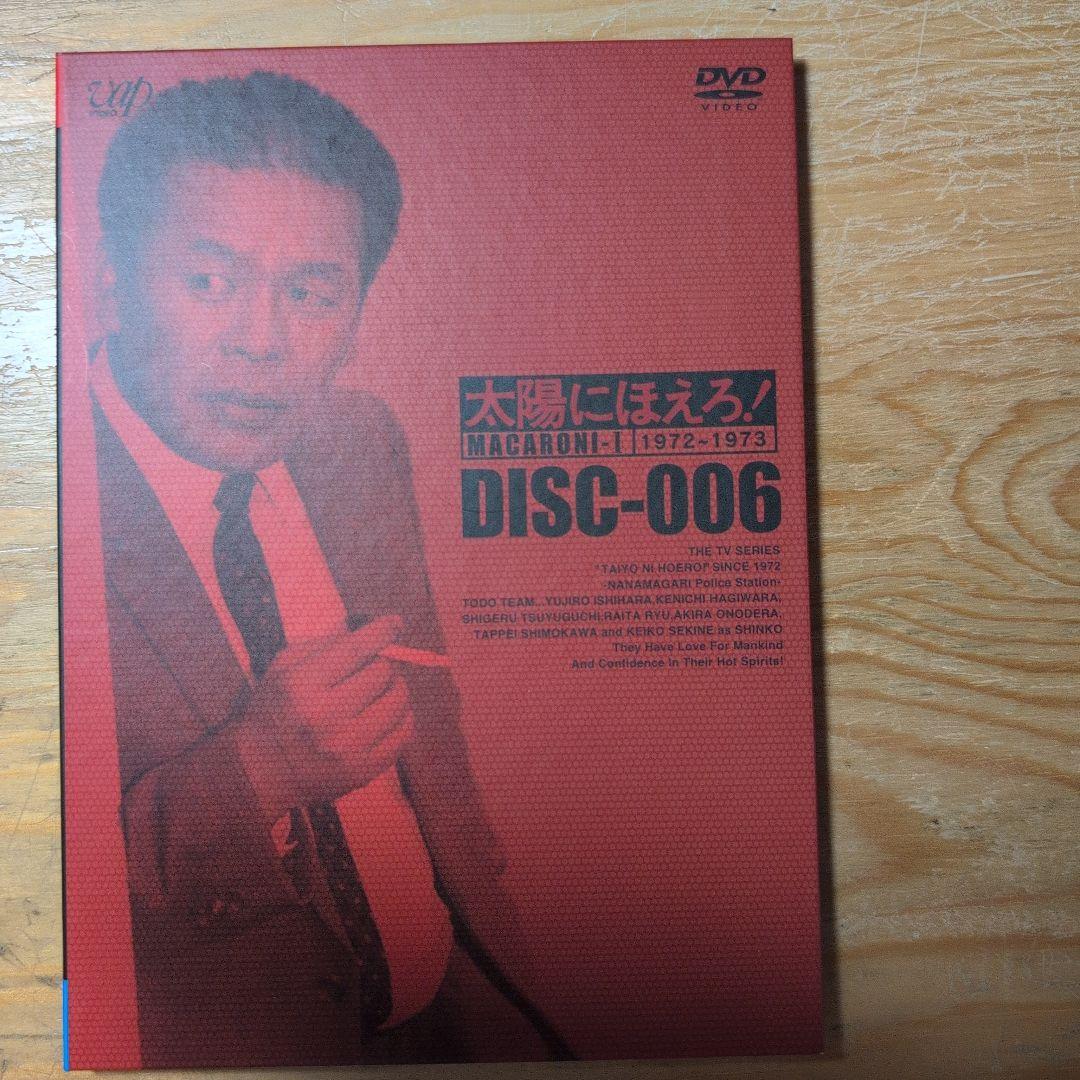 vap
VIDEO
DVD
VIDEO
太陽にほえろ!
MACARONI-I 1972~1973
DISC-006
THE TV SERIES
"TAIYO NI HOERO!" SINCE 1972
-NANAMAGARI Police Station-
TODO TEAM...YUJIRO ISHIHARA,KENICHI HAGIWARA,
SHIGERU TSUYUGUCHI,RAITA RYU,AKIRA ONODERA,
TAPPEI SHIMOKAWA and KEIKO SEKINE as SHINKO
They Have Love For Mankind
And Confidence In Their Hot Spirits!